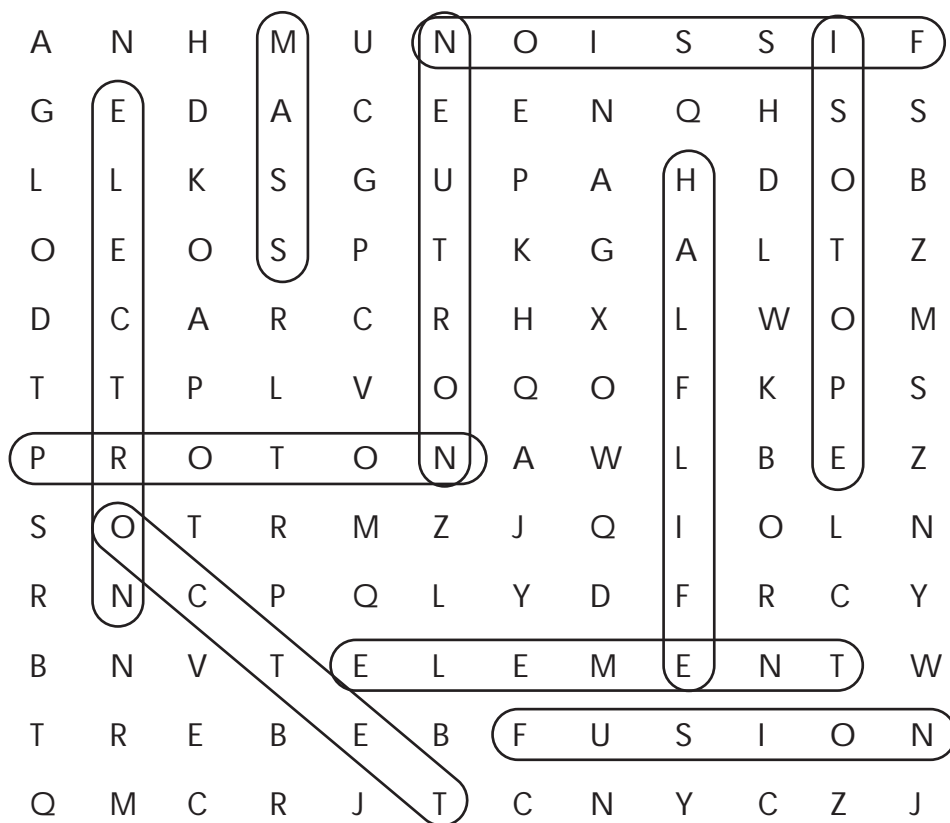 A N H M U N O I S S I F
G E D A C E E N Q H S S
L L K S G U P A H D O B
O E O S P T K G A L T Z
D C A R C R H X L W O M
T T P L V O Q O F K P S
P R O T O N A W L B E Z
S O T R M Z J Q I O L N
R N C P Q L Y D F R C Y
B N V T E L E M E N T W
T R E B E B F U S I O N
Q M C R J T C N Y C Z J